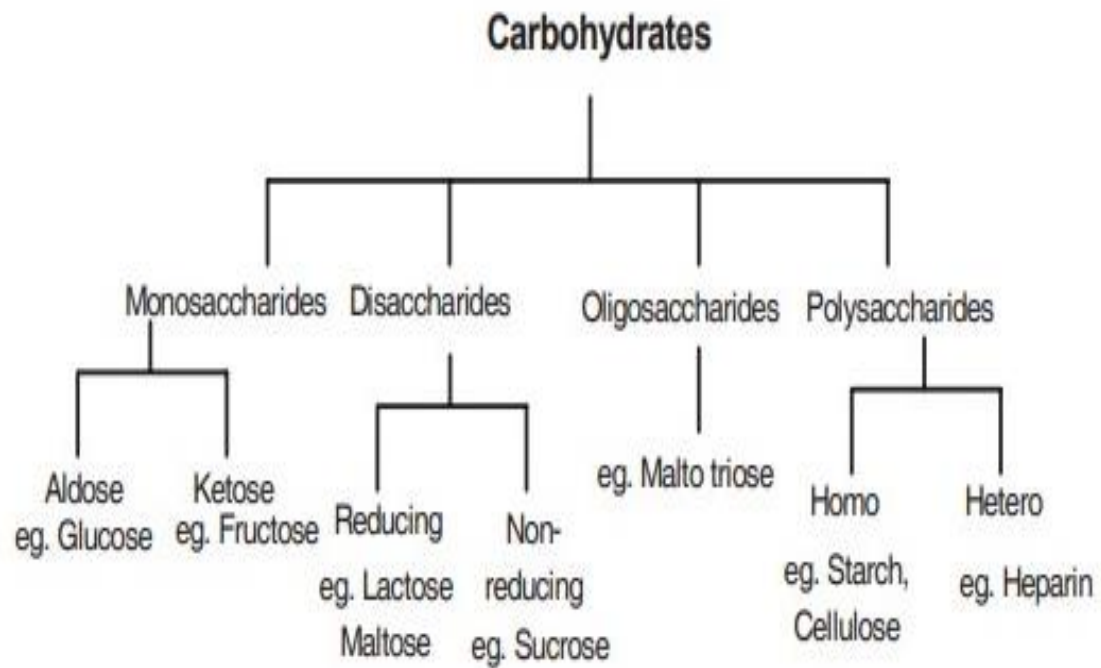 Carbohydrates
Monosaccharides
Disaccharides
Oligosaccharides
Polysaccharides
Aldose
eg. Glucose
Ketose
eg. Fructose
Reducing
eg. Lactose
Maltose
Non-
reducing
eg. Sucrose
eg. Malto triose
Homo
eg. Starch,
Cellulose
Hetero
eg. Heparin